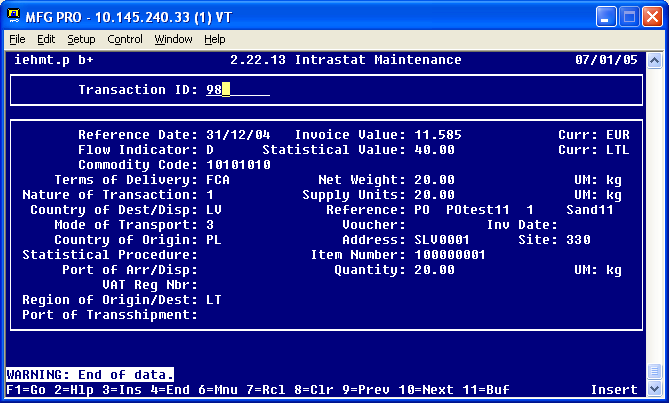 MFG PRO - 10.145.240.33 (1) VT
File Edit Setup Control Window Help
iehmt.p b+ 2.22.13 Intrastat Maintenance 07/01/05
Transaction ID: 98
Reference Date: 31/12/04 Invoice Value: 11.585 Curr: EUR
Flow Indicator: D Statistical Value: 40.00 Curr: LTL
Commodity Code: 10101010
Terms of Delivery: FCA Net Weight: 20.00 UM: kg
Nature of Transaction: 1 Supply Units: 20.00 UM: kg
Country of Dest/Disp: LV Reference: PO POtest11 1 Sand11
Mode of Transport: 3 Voucher: Inv Date:
Country of Origin: PL Address: SLV0001 Site: 330
Statistical Procedure: Item Number: 100000001
Port of Arr/Disp: Quantity: 20.00 UM: kg
VAT Reg Nbr:
Region of Origin/Dest: LT
Port of Transshipment:
WARNING: End of data.
F1=Go 2=Hlp 3=Ins 4=End 6=Mnu 7=Rcl 8=Clr 9=Prev 10=Next 11=Buf Insert